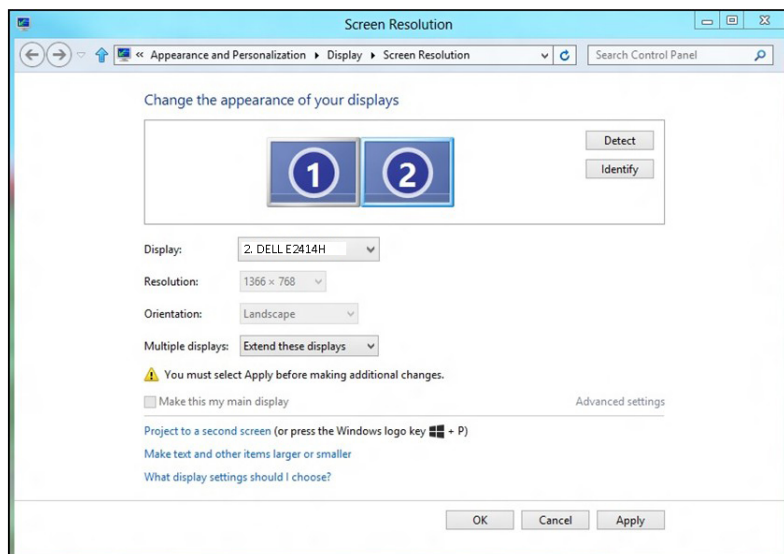 Screen Resolution
« Appearance and Personalization ▸ Display ▸ Screen Resolution
Search Control Panel
Change the appearance of your displays
1 2
Detect
Identify
Display: 2. DELL E2414H
Resolution: 1366 × 768
Orientation: Landscape
Multiple displays: Extend these displays
You must select Apply before making additional changes.
Make this my main display Advanced settings
Project to a second screen (or press the Windows logo key + P)
Make text and other items larger or smaller
What display settings should I choose?
OK Cancel Apply